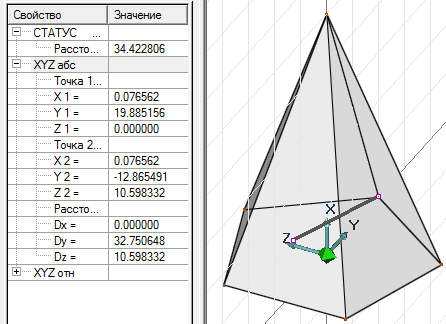 Свойство Значение
СТАТУС ...
Рассто... 34.422806
XYZ абс
Точка 1...
X 1 = 0.076562
Y 1 = 19.885156
Z 1 = 0.000000
Точка 2...
X 2 = 0.076562
Y 2 = -12.865491
Z 2 = 10.598332
Рассто...
Dx = 0.000000
Dy = 32.750648
Dz = 10.598332
XYZ отн
X
Y
Z